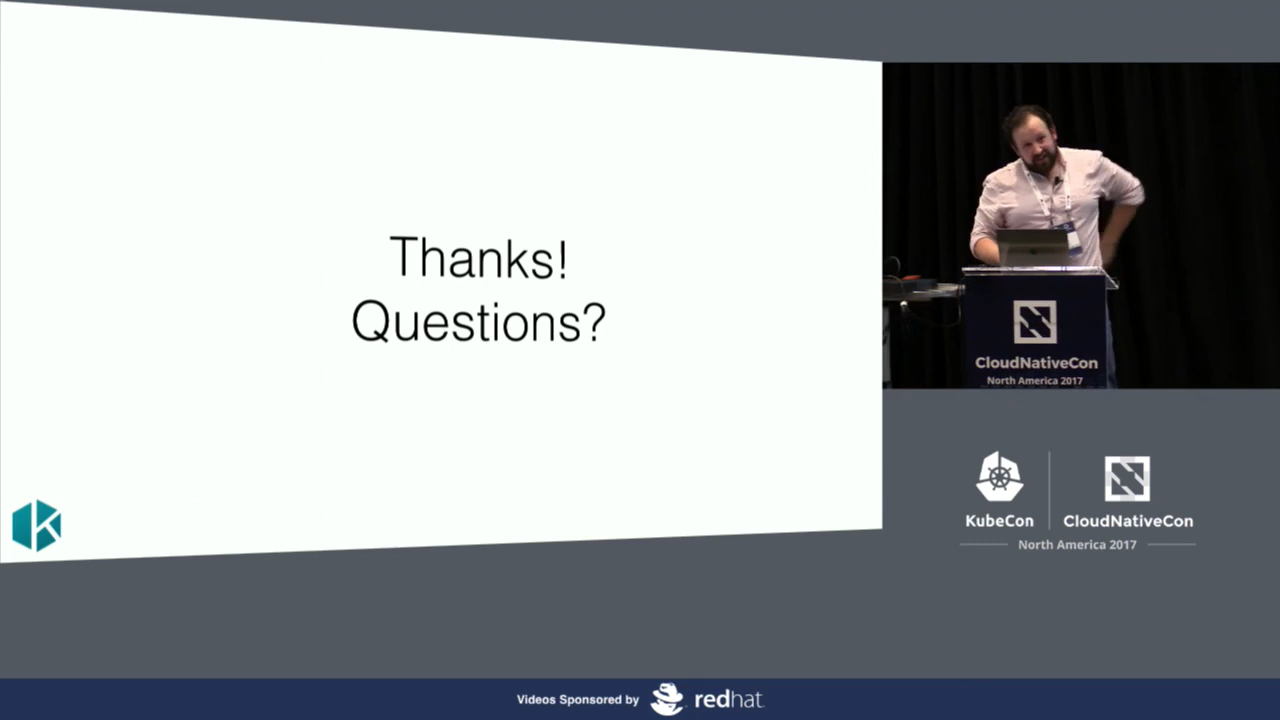 Thanks!
Questions?
CloudNativeCon
North America 2017
KubeCon
CloudNativeCon
North America 2017
Videos Sponsored by
redhat